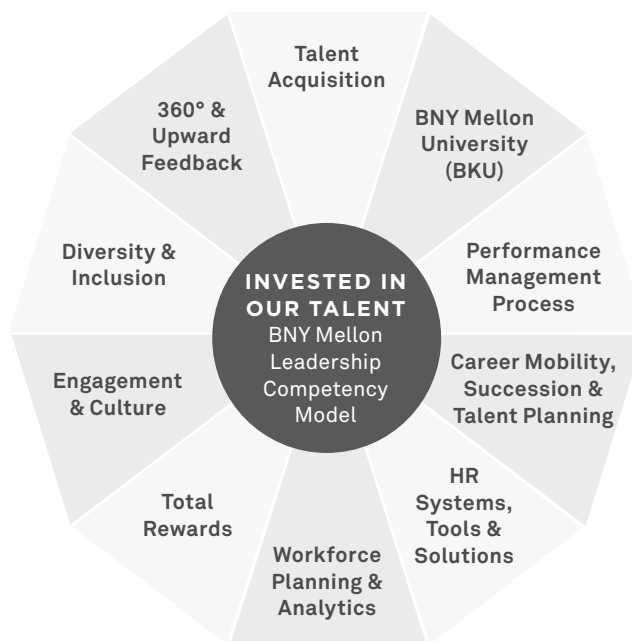 Talent
Acquisition
BNY Mellon
University
(BKU)
Performance
Management
Process
Career Mobility,
Succession &
Talent Planning
HR
Systems,
Tools &
Solutions
Workforce
Planning &
Analytics
Total
Rewards
Engagement
& Culture
Diversity &
Inclusion
360° &
Upward
Feedback
INVESTED IN
OUR TALENT
BNY Mellon
Leadership
Competency
Model